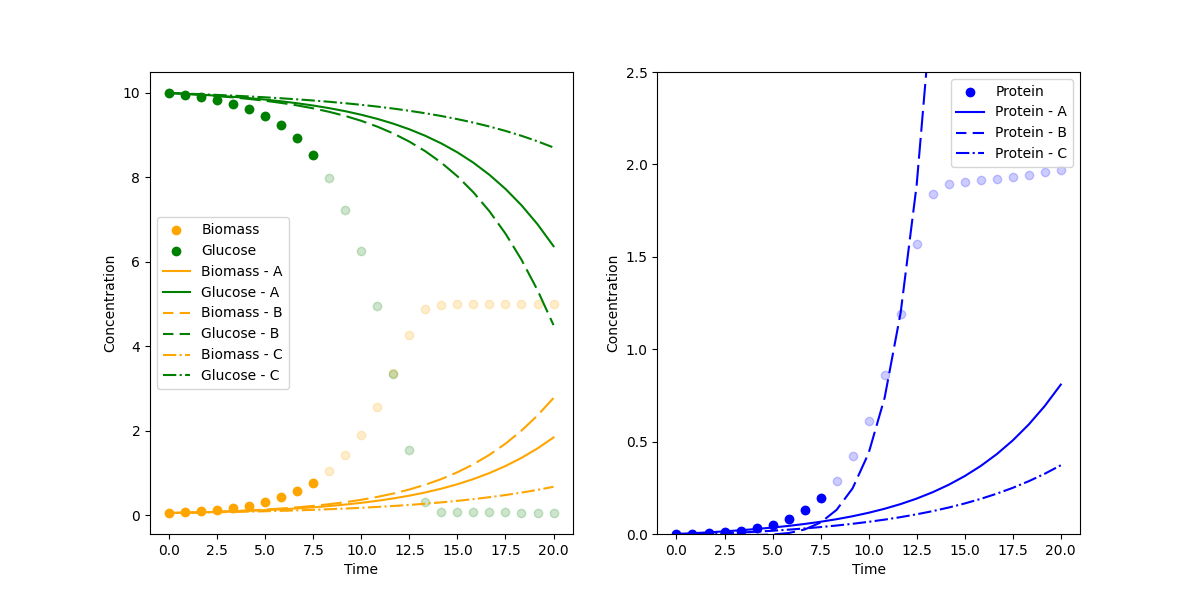 10
8
6
4
2
0
Concentration
Biomass
Glucose
Biomass - A
Glucose - A
Biomass - B
Glucose - B
Biomass - C
Glucose - C
0.0 2.5 5.0 7.5 10.0 12.5 15.0 17.5 20.0
Time
2.5
2.0
1.5
1.0
0.5
0.0
Concentration
Protein
Protein - A
Protein - B
Protein - C
0.0 2.5 5.0 7.5 10.0 12.5 15.0 17.5 20.0
Time